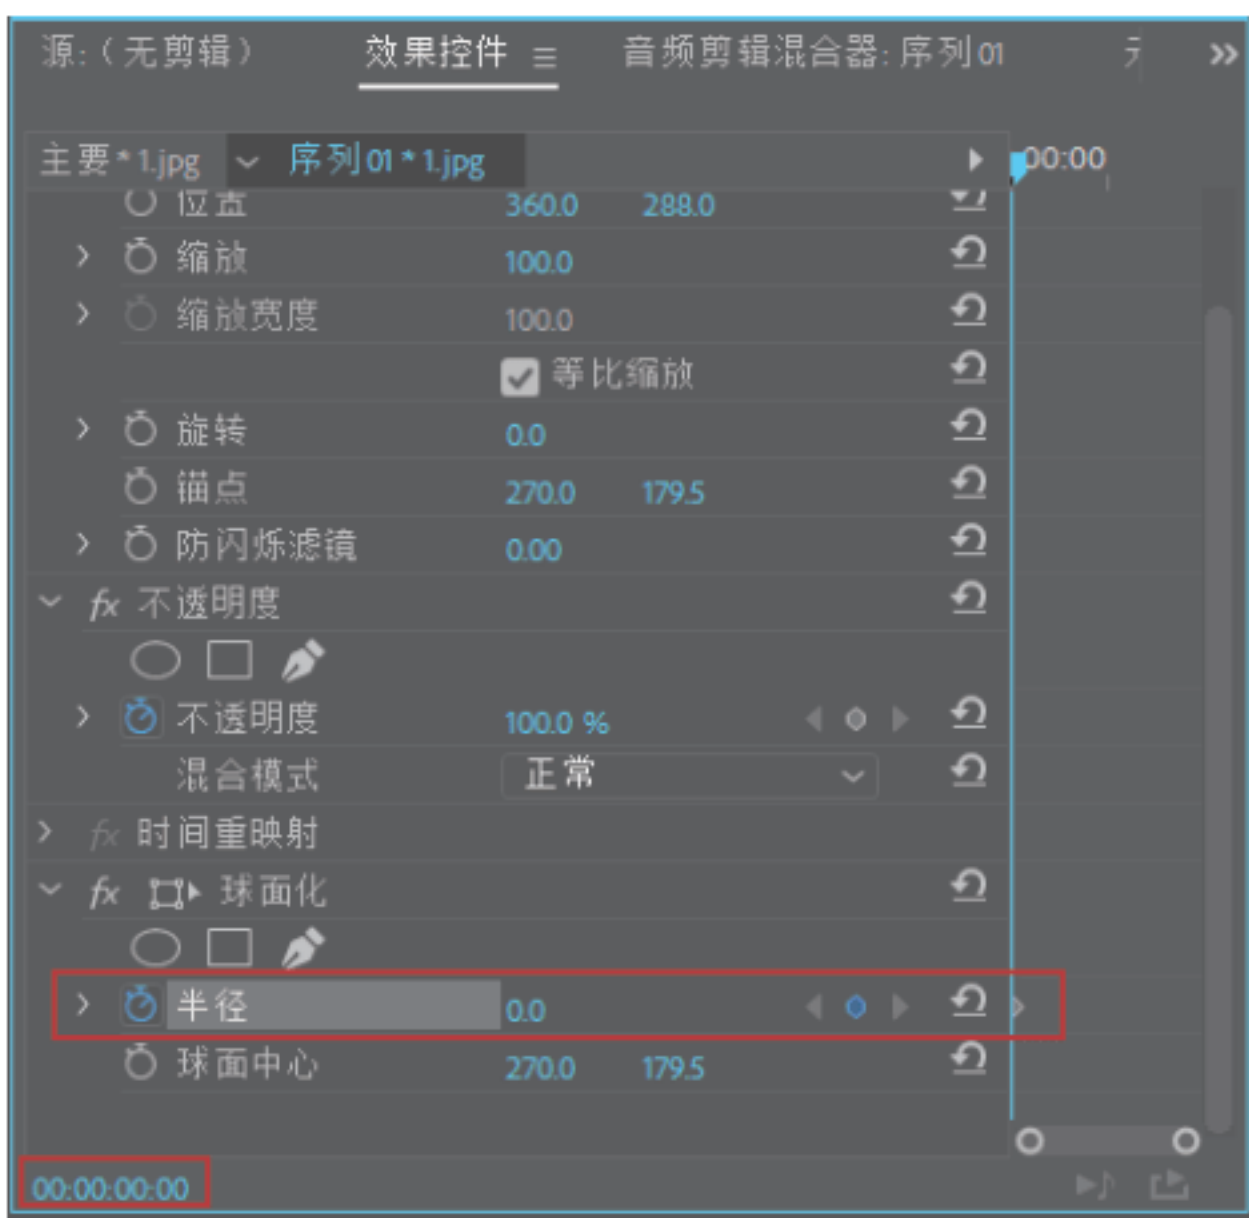 源:（无剪辑） 效果控件 音频剪辑混合器: 序列 01
主要 * 1.jpg 序列 01 * 1.jpg 00:00
位置 360.0 288.0
缩放 100.0
缩放宽度 100.0
等比缩放
旋转 0.0
锚点 270.0 179.5
防闪烁滤镜 0.00
fx 不透明度
不透明度 100.0 %
混合模式 正常
fx 时间重映射
fx 球面化
半径 0.0
球面中心 270.0 179.5
00:00:00:00